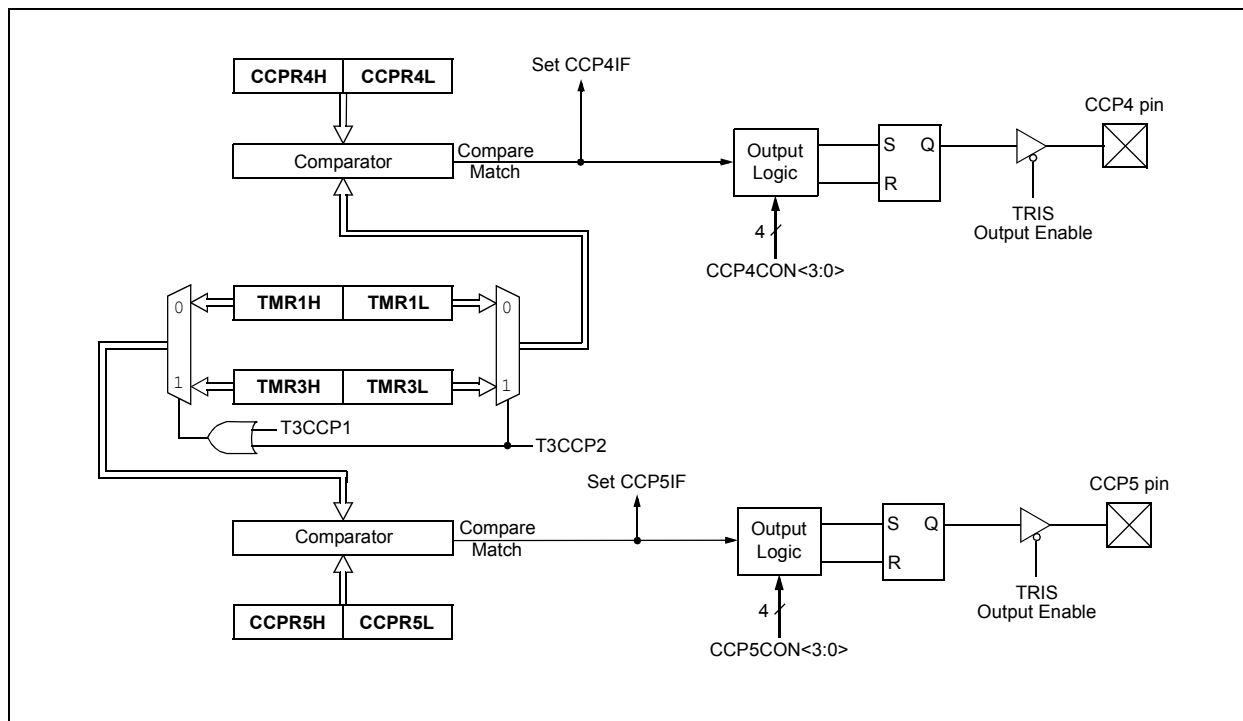 CCPR4H CCPR4L
Set CCP4IF
CCP4 pin
Comparator
Compare
Match
Output
Logic
S Q
R
TRIS
Output Enable
4
CCP4CON<3:0>
0 TMR1H TMR1L 0
1 TMR3H TMR3L 1
T3CCP1
T3CCP2
Set CCP5IF
CCP5 pin
Comparator
Compare
Match
Output
Logic
S Q
R
TRIS
Output Enable
4
CCPR5H CCPR5L
CCP5CON<3:0>